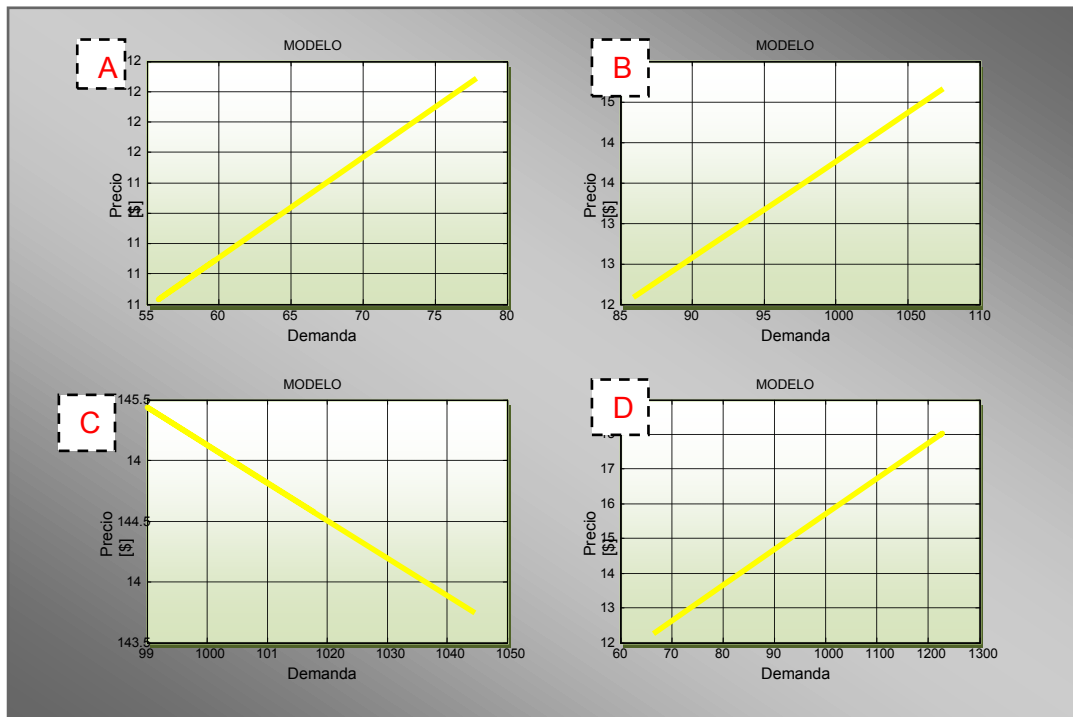 A
MODELO
12
12
12
12
11
11
11
11
11
Precio
[$]
55 60 65 70 75 80
Demanda
B
MODELO
15
14
14
13
13
12
Precio
[$]
85 90 95 1000 1050 110
Demanda
C
MODELO
145.5
14
144.5
14
143.5
Precio
[$]
99 1000 101 1020 1030 1040 1050
Demanda
D
MODELO
17
16
15
14
13
12
Precio
[$]
60 70 80 90 1000 1100 1200 1300
Demanda